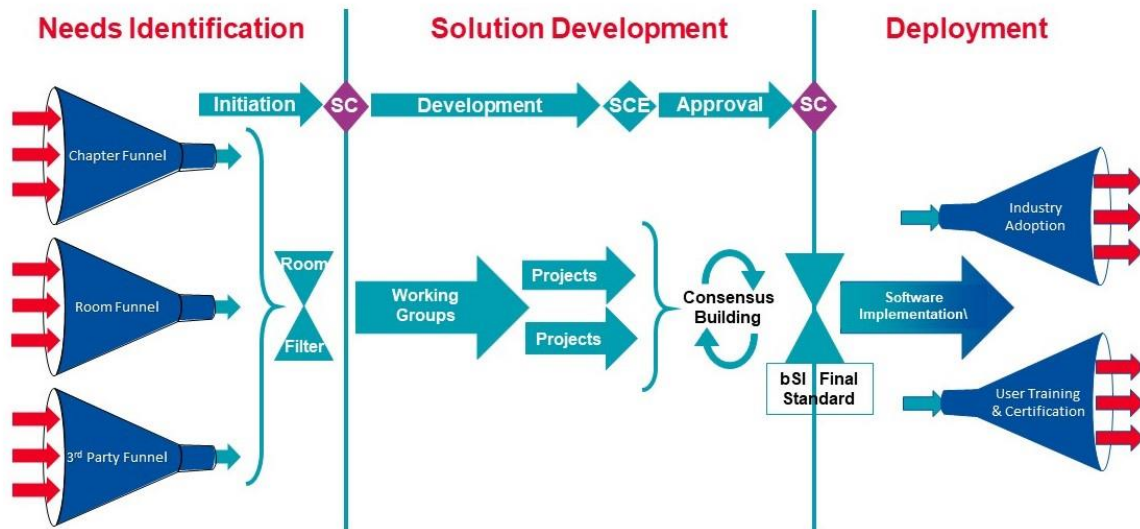 Needs Identification
Solution Development
Deployment
Initiation
SC
Development
SCE
Approval
SC
Chapter Funnel
Room Funnel
3rd Party Funnel
Room
Filter
Working
Groups
Projects
Projects
Consensus
Building
bSI Final
Standard
Software
Implementation\
Industry
Adoption
User Training
& Certification